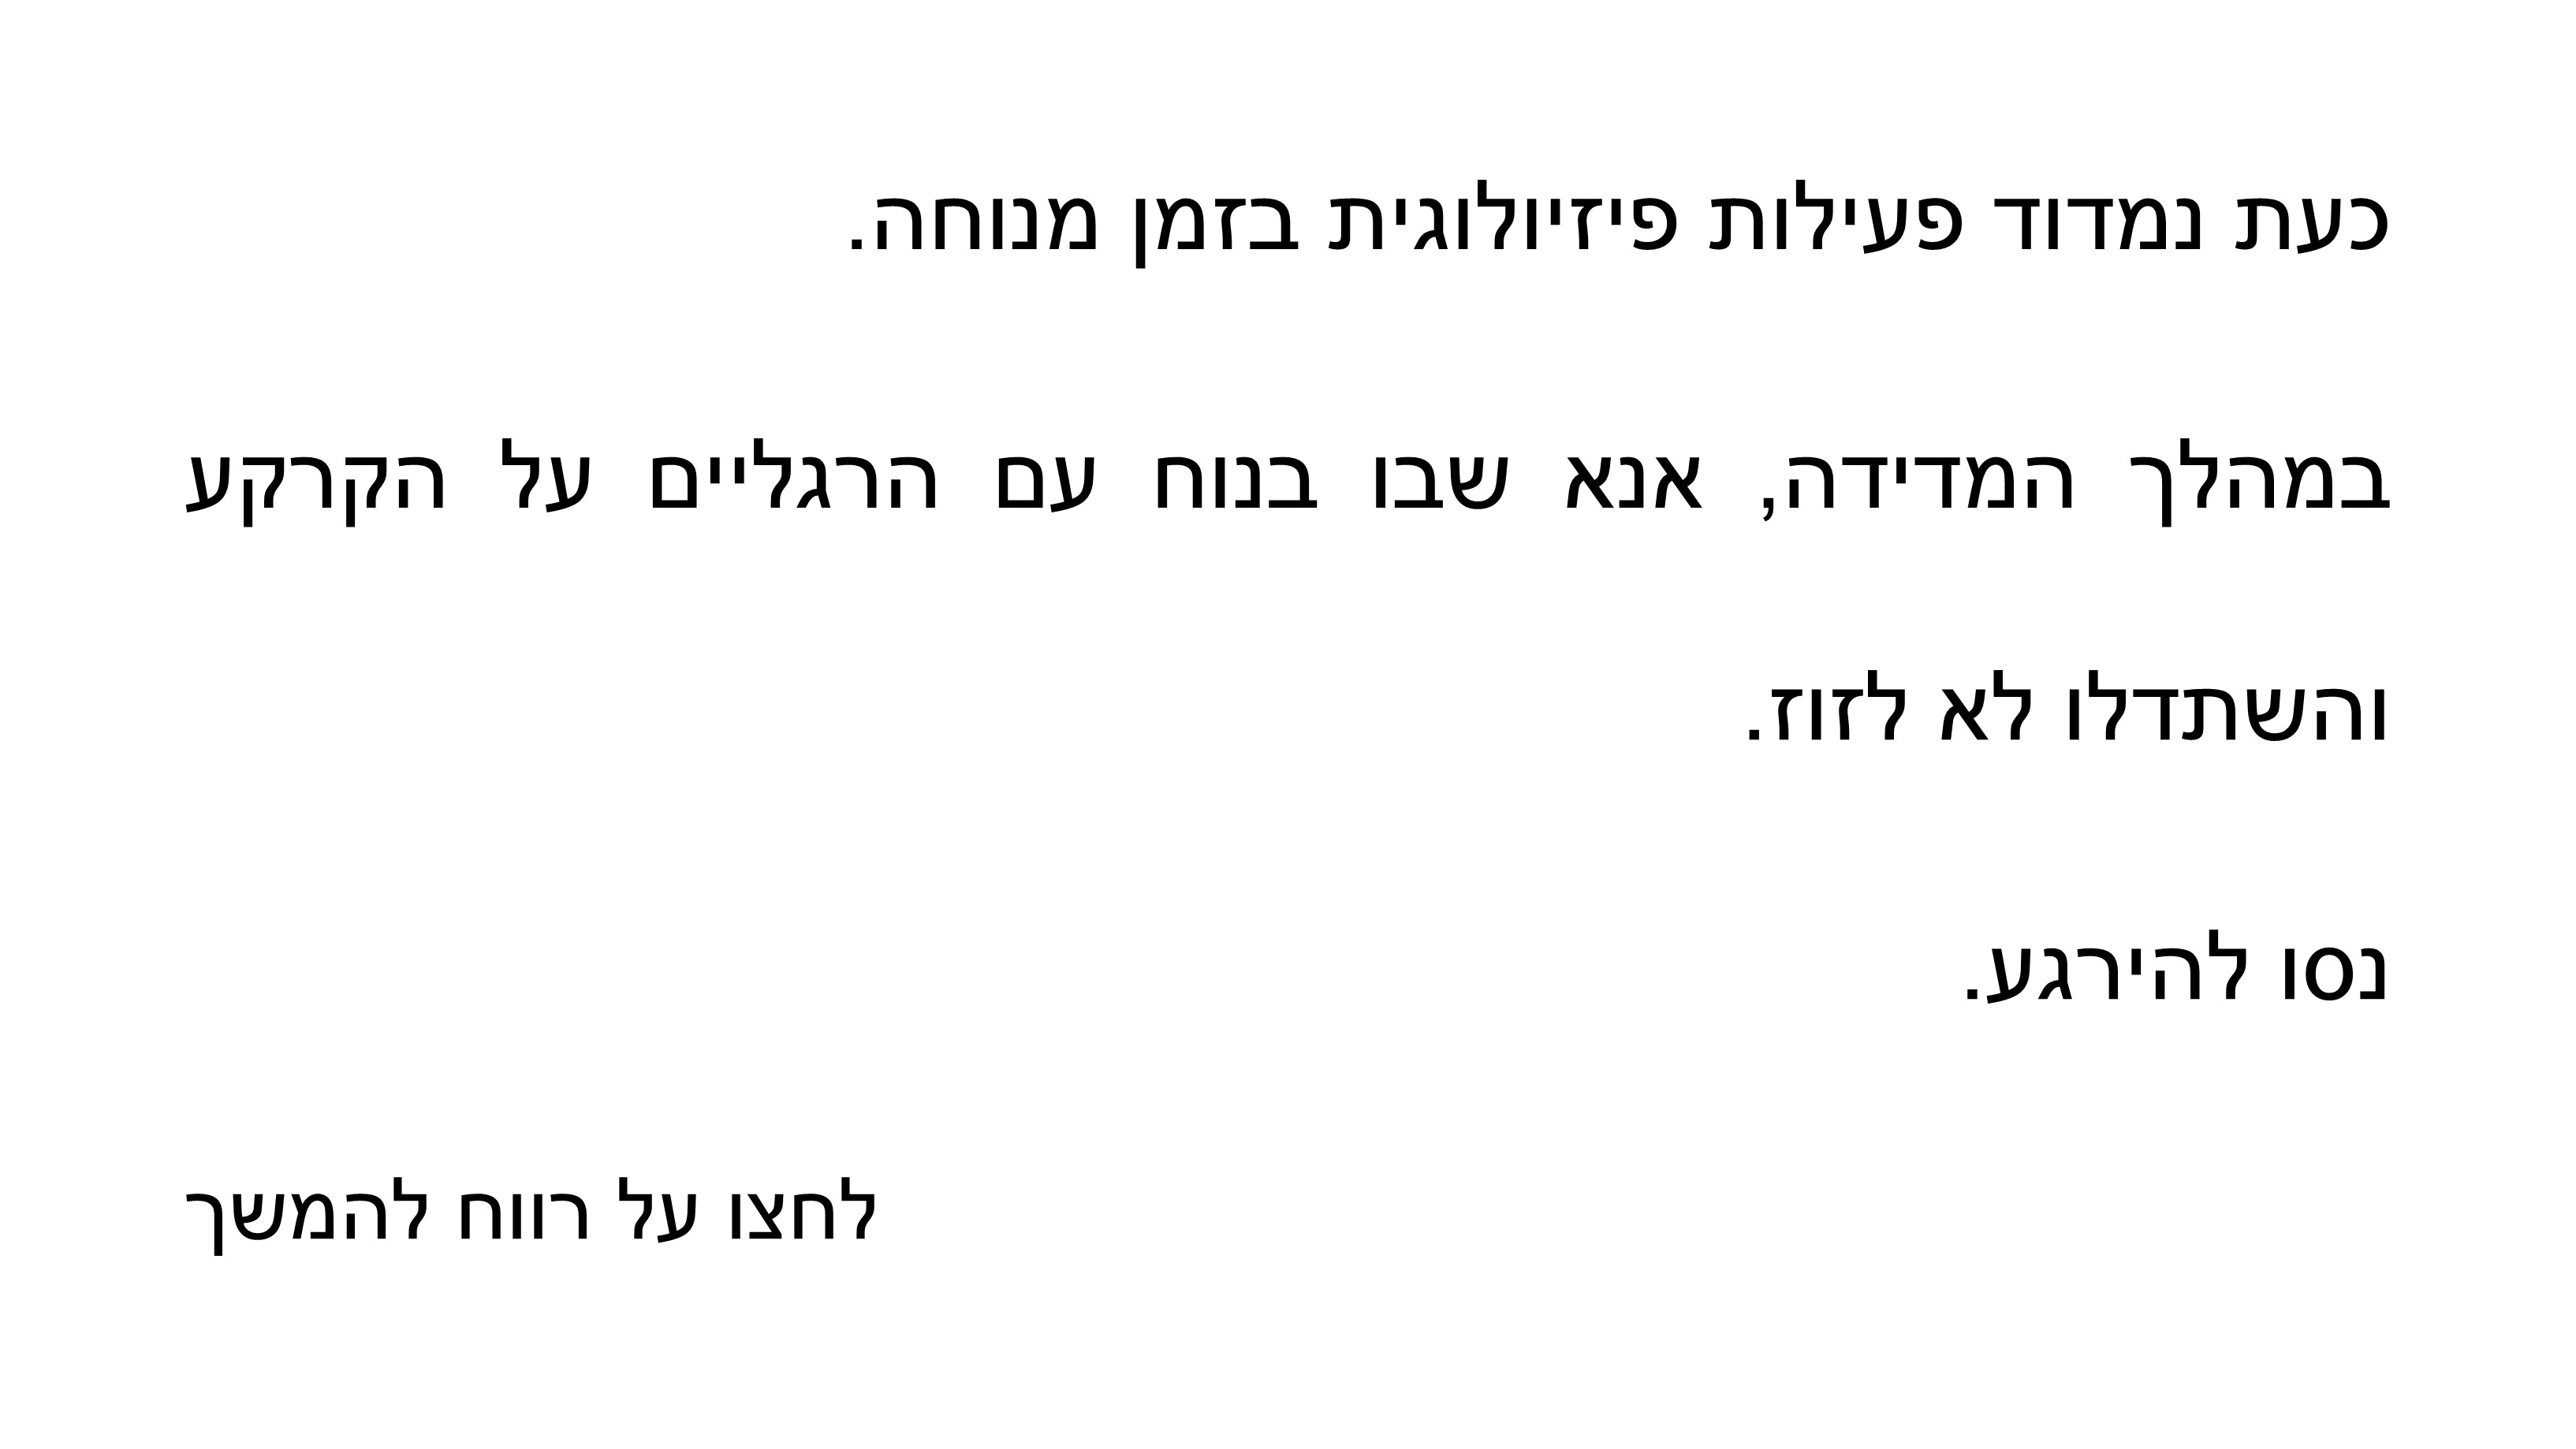 כעת נמדוד פעילות פיזיולוגית בזמן מנוחה.
במהלך המדידה, אנא שבו בנוח עם הרגליים על הקרקע
והשתדלו לא לזוז.
נסו להירגע.
לחצו על רווח להמשך